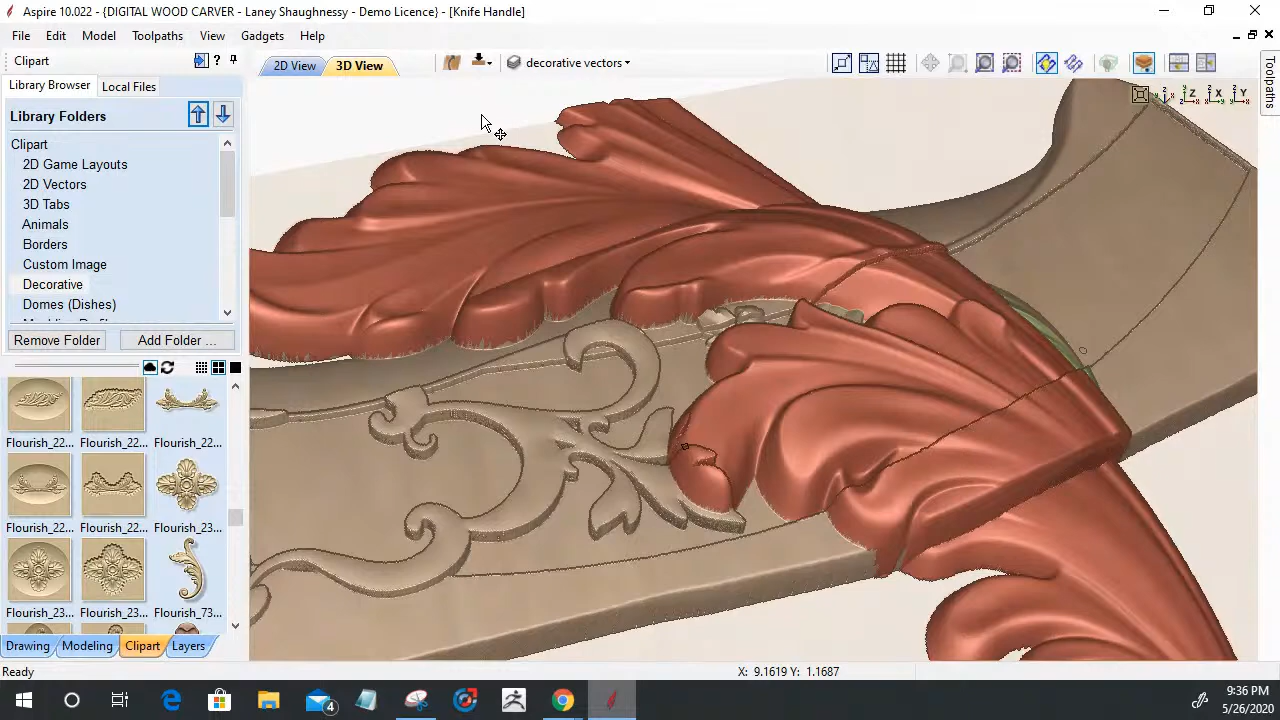 Aspire 10.022 - {DIGITAL WOOD CARVER - Laney Shaughnessy - Demo Licence} - [Knife Handle]
File Edit Model Toolpaths View Gadgets Help
Clipart
2D View 3D View decorative vectors
Library Browser Local Files
Library Folders
Clipart
2D Game Layouts
2D Vectors
3D Tabs
Animals
Borders
Custom Image
Decorative
Domes (Dishes)
Remove Folder Add Folder ...
Flourish_22... Flourish_22... Flourish_22...
Flourish_22... Flourish_22... Flourish_23...
Flourish_23... Flourish_23... Flourish_73...
Drawing Modeling Clipart Layers
Toolpaths
Z X Y
Ready X: 9.1619 Y: 1.1687
4
9:36 PM
5/26/2020